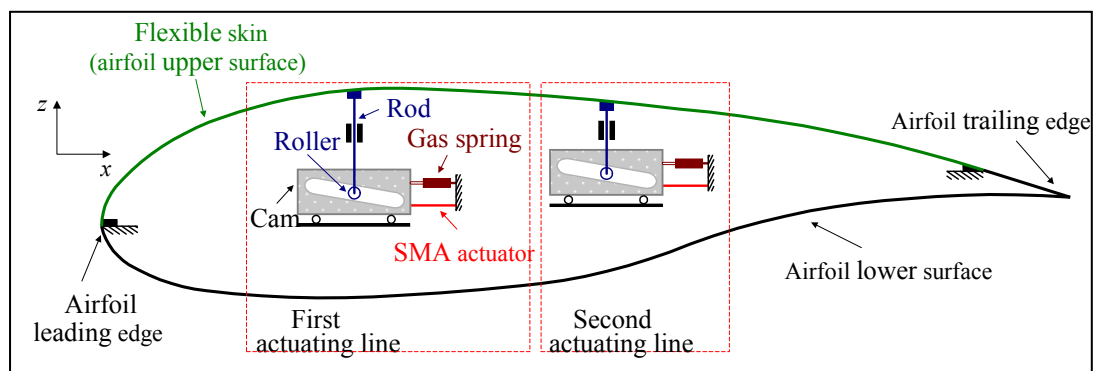 Flexible skin
(airfoil upper surface)
z
x
Rod
Roller
Gas spring
Cam
SMA actuator
Airfoil trailing edge
Airfoil lower surface
Airfoil
leading edge
First
actuating line
Second
actuating line